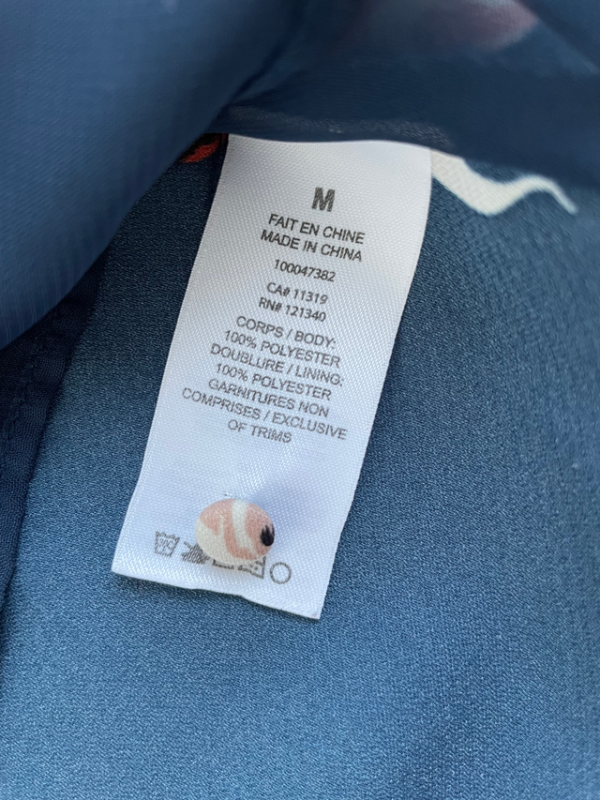 M
FAIT EN CHINE
MADE IN CHINA
100047382
CA# 11319
RN# 121340
CORPS / BODY:
100% POLYESTER
DOUBLURE / LINING:
100% POLYESTER
GARNITURES NON
COMPRISES / EXCLUSIVE
OF TRIMS